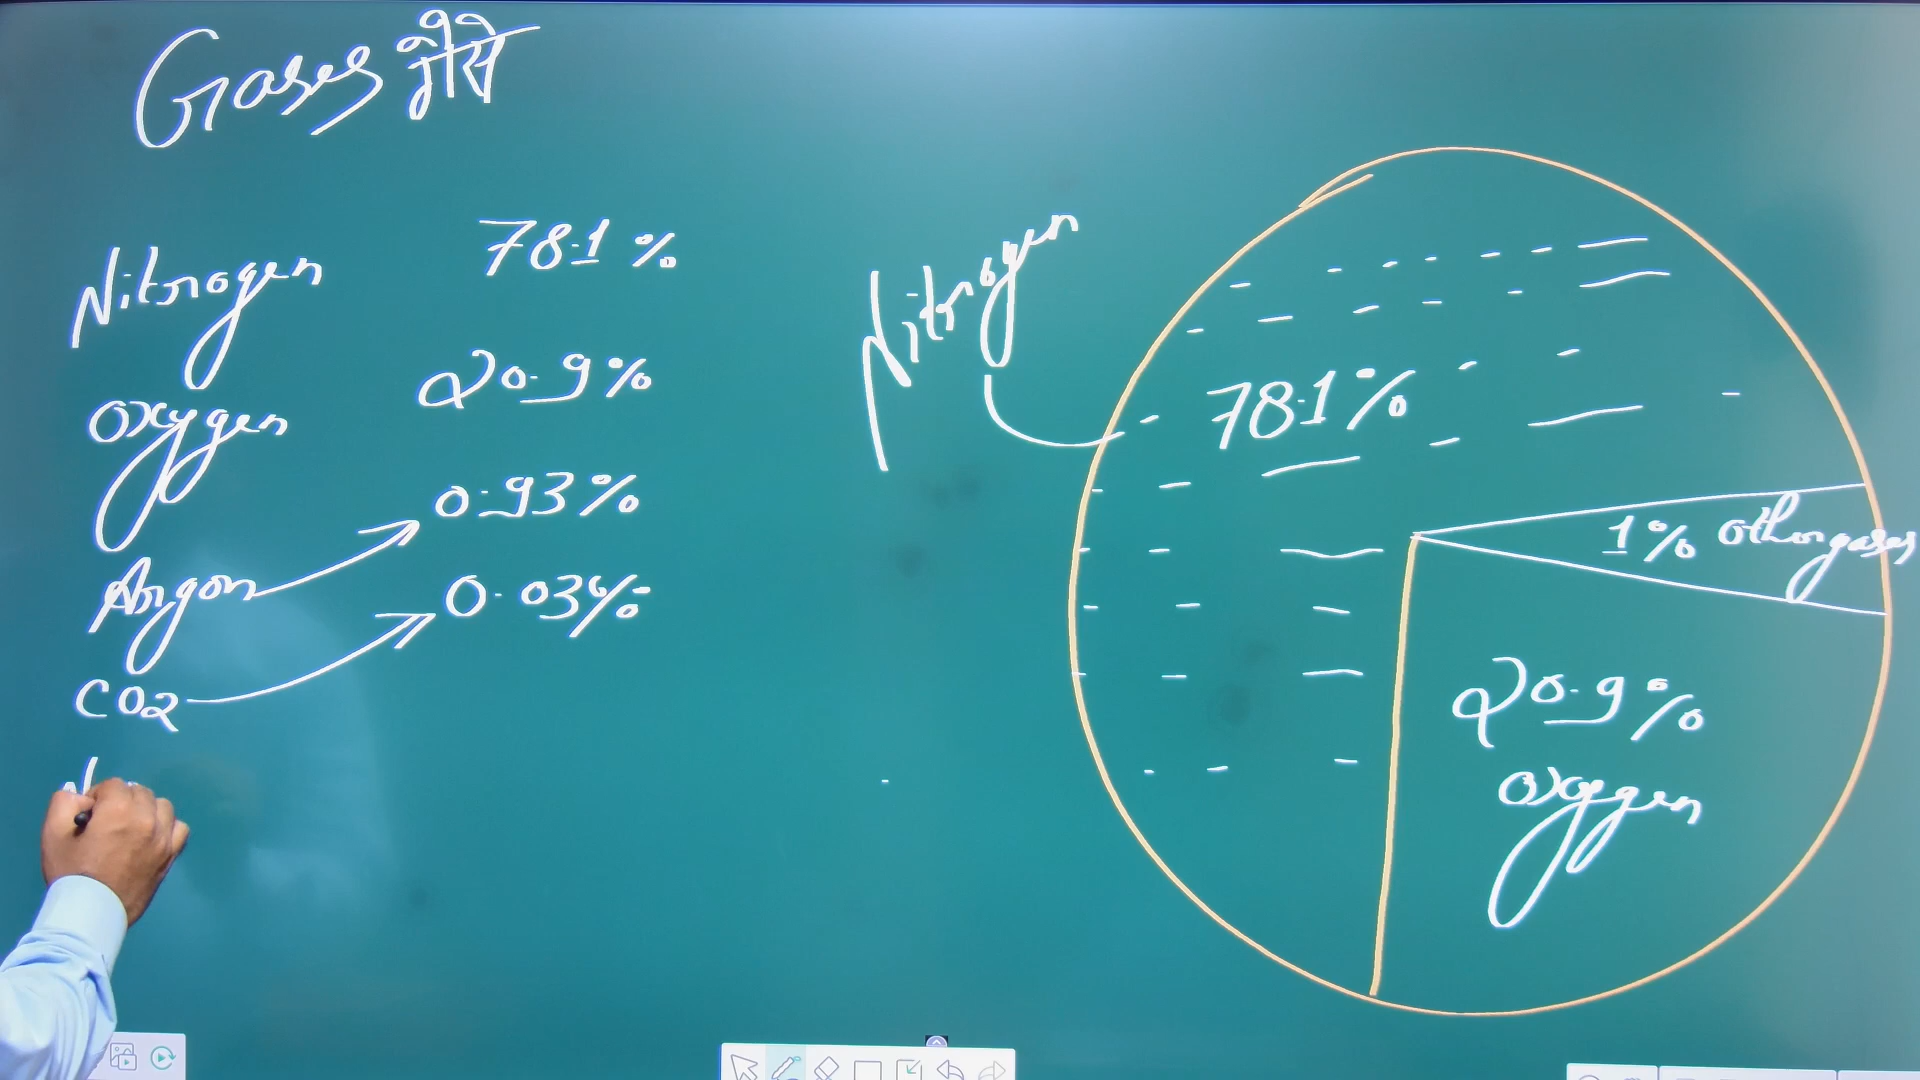 Gases गैसे
Nitrogen 78.1%
Oxygen 20.9%
Argon 0.93%
CO2 0.03%
Nitrogen
78.1%
1% Other gases
20.9%
Oxygen